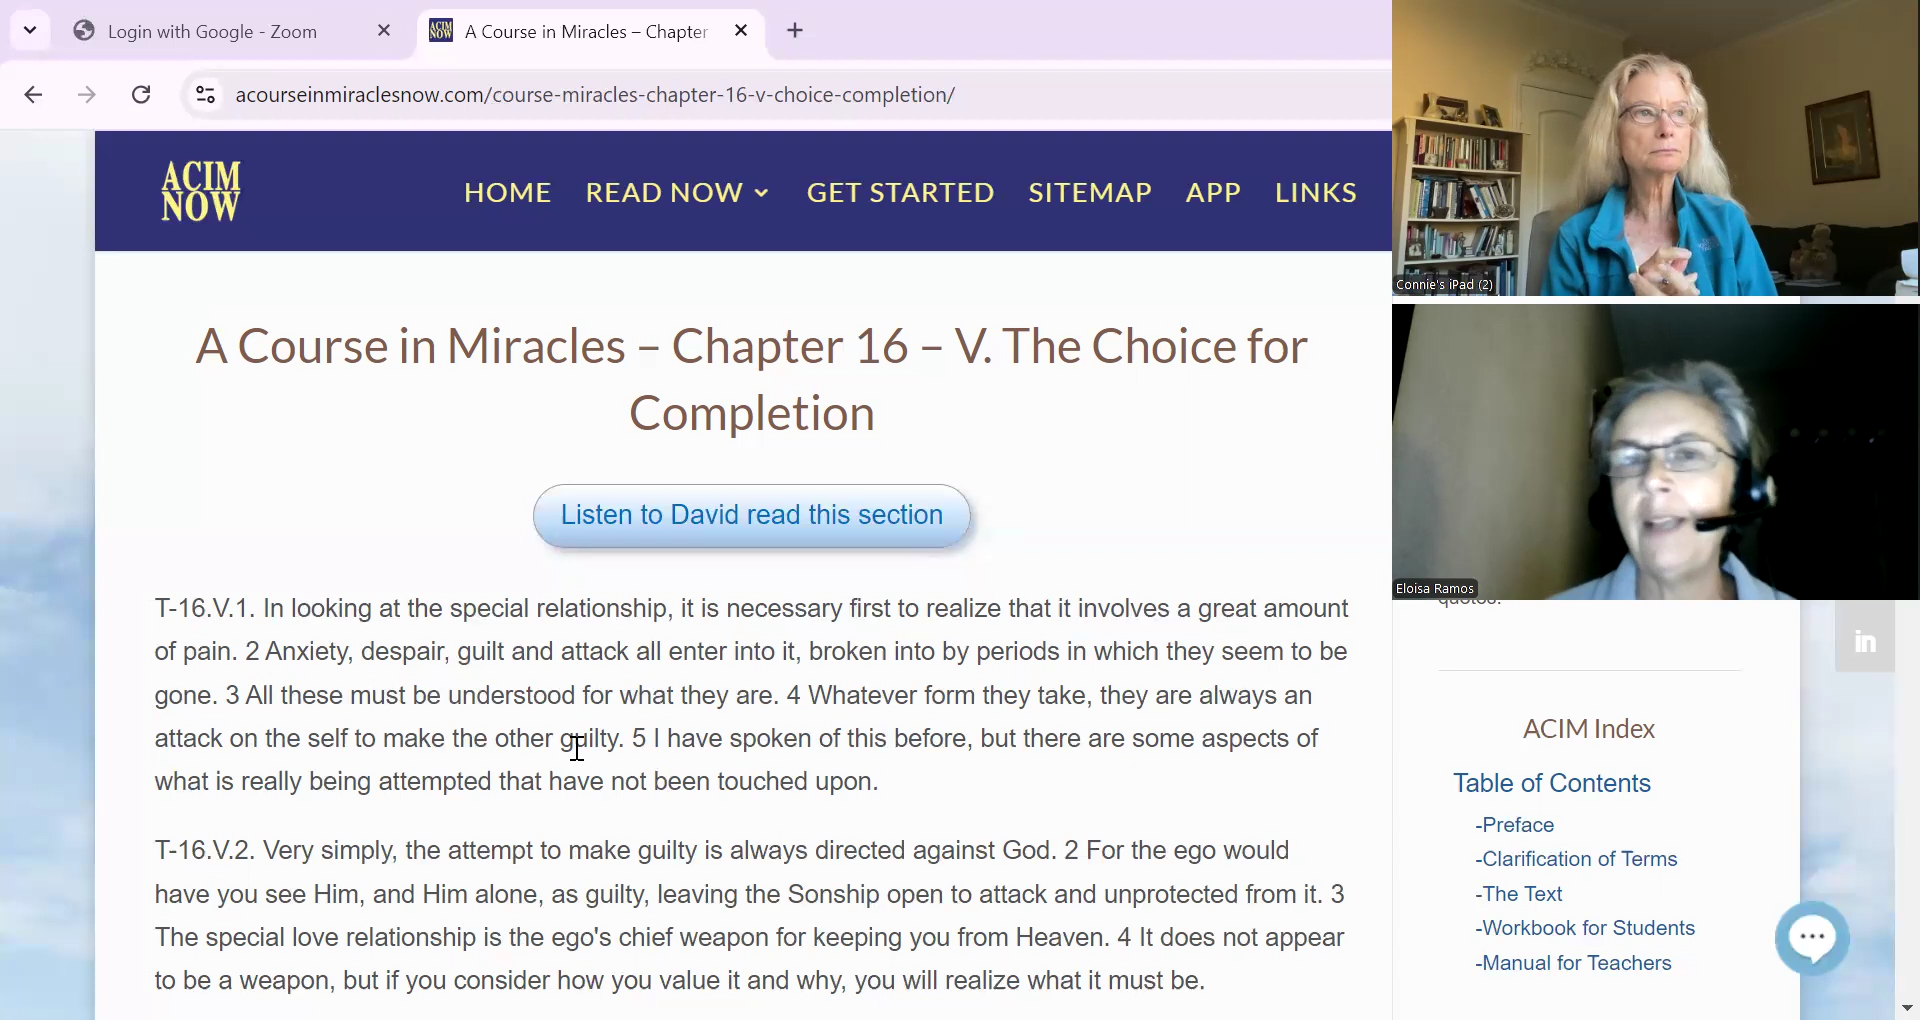 Login with Google - Zoom
A Course in Miracles – Chapter
acourseinmiraclesnow.com/course-miracles-chapter-16-v-choice-completion/
ACIM
NOW
HOME
READ NOW
GET STARTED
SITEMAP
APP
LINKS
A Course in Miracles – Chapter 16 – V. The Choice for
Completion
Listen to David read this section
T-16.V.1. In looking at the special relationship, it is necessary first to realize that it involves a great amount
of pain. 2 Anxiety, despair, guilt and attack all enter into it, broken into by periods in which they seem to be
gone. 3 All these must be understood for what they are. 4 Whatever form they take, they are always an
attack on the self to make the other guilty. 5 I have spoken of this before, but there are some aspects of
what is really being attempted that have not been touched upon.
T-16.V.2. Very simply, the attempt to make guilty is always directed against God. 2 For the ego would
have you see Him, and Him alone, as guilty, leaving the Sonship open to attack and unprotected from it. 3
The special love relationship is the ego's chief weapon for keeping you from Heaven. 4 It does not appear
to be a weapon, but if you consider how you value it and why, you will realize what it must be.
Connie's iPad (2)
Eloisa Ramos
quotes.
in
ACIM Index
Table of Contents
-Preface
-Clarification of Terms
-The Text
-Workbook for Students
-Manual for Teachers